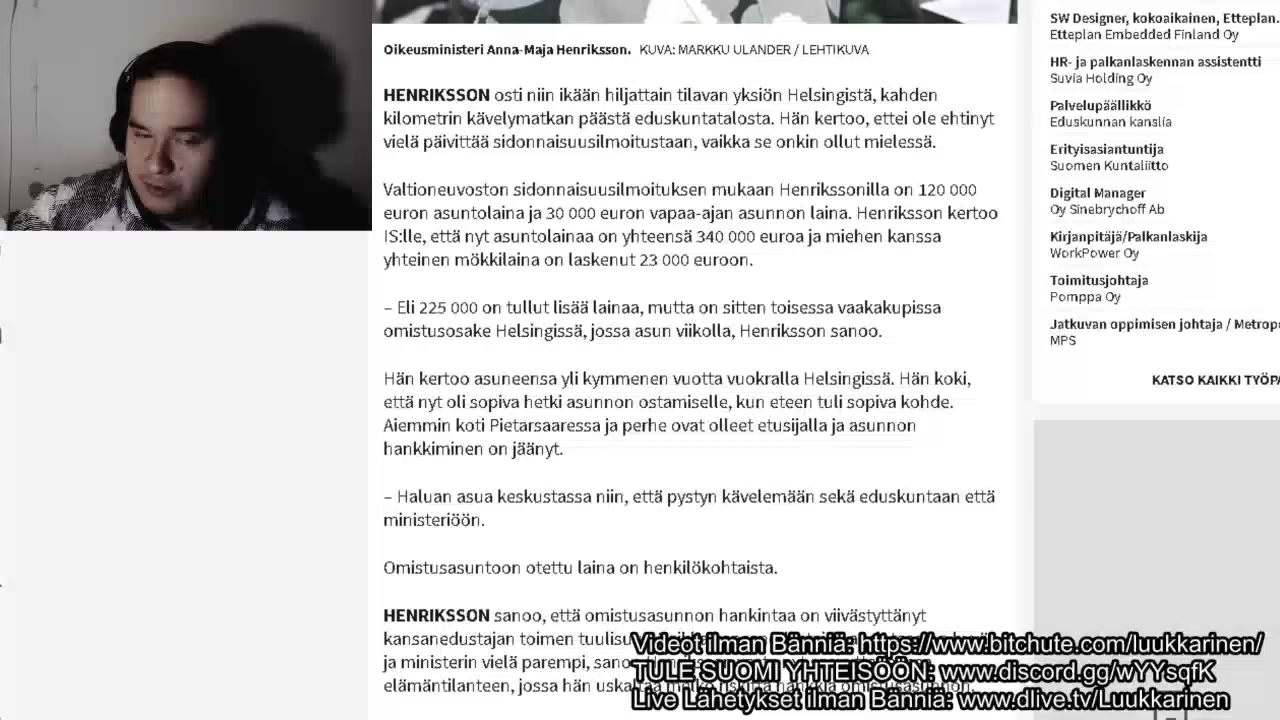 Oikeusministeri Anna-Maja Henriksson. KUVA: MARKKU ULANDER / LEHTIKUVA
HENRIKSSON osti niin ikään hiljattain tilavan yksiön Helsingistä, kahden
kilometrin kävelymatkan päästä eduskuntatalosta. Hän kertoo, ettei ole ehtinyt
vielä päivittää sidonnaisuusilmoitustaan, vaikka se onkin ollut mielessä.
Valtioneuvoston sidonnaisuusilmoituksen mukaan Henrikssonilla on 120 000
euron asuntolaina ja 30 000 euron vapaa-ajan asunnon laina. Henriksson kertoo
IS:lle, että nyt asuntolainaa on yhteensä 340 000 euroa ja miehen kanssa
yhteinen mökkilaina on laskenut 23 000 euroon.
– Eli 225 000 on tullut lisää lainaa, mutta on sitten toisessa vaakakupissa
omistusosake Helsingissä, jossa asun viikolla, Henriksson sanoo.
Hän kertoo asuneensa yli kymmenen vuotta vuokralla Helsingissä. Hän koki,
että nyt oli sopiva hetki asunnon ostamiselle, kun eteen tuli sopiva kohde.
Aiemmin koti Pietarsaaressa ja perhe ovat olleet etusijalla ja asunnon
hankkiminen on jäänyt.
– Haluan asua keskustassa niin, että pystyn kävelemään sekä eduskuntaan että
ministeriöön.
Omistusasuntoon otettu laina on henkilökohtaista.
HENRIKSSON sanoo, että omistusasunnon hankintaa on viivästyttänyt
kansanedustajan toimen
ja ministerin vielä parempi,
elämäntilanteen, jossa hän
SW Designer, kokoaikainen, Etteplan.
Etteplan Embedded Finland Oy
HR- ja palkanlaskennan assistentti
Suvia Holding Oy
Palvelupäällikkö
Eduskunnan kanslia
Erityisasiantuntija
Suomen Kuntaliitto
Digital Manager
Oy Sinebrychoff Ab
Kirjanpitäjä/Palkanlaskija
WorkPower Oy
Toimitusjohtaja
Pomppa Oy
Jatkuvan oppimisen johtaja / Metrop
MPS
KATSO KAIKKI TYÖP
Videot ilman Bänniä: https://www.bitchute.com/luukkarinen/
TULE SUOMI YHTEISÖÖN: www.discord.gg/wYYsqfK
Live Lähetykset ilman Bänniä: www.dlive.tv/Luukkarinen